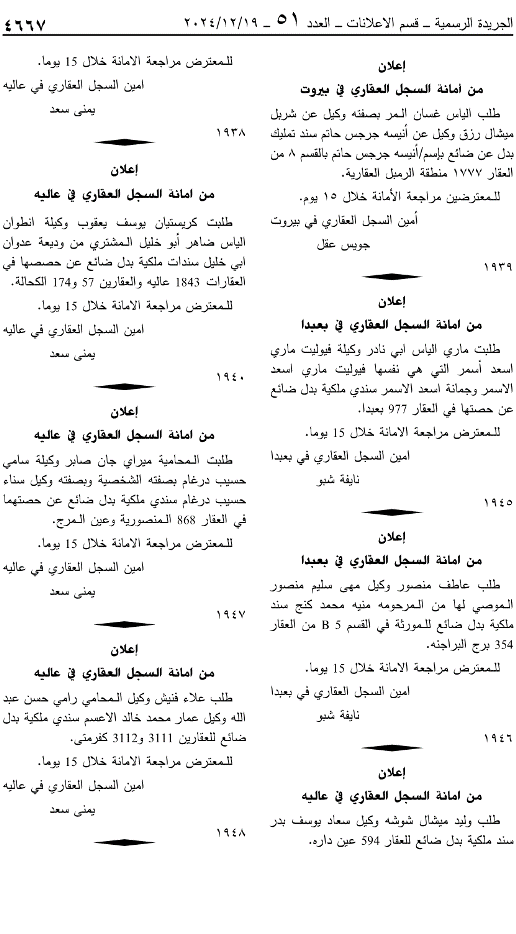 الجريدة الرسمية ـ قسم الاعلانات ـ العدد ٥١ ـ ٢٠٢٤/١٢/١٩
٤٦٦٧
إعلان
من أمانة السجل العقاري في بيروت
طلب الياس غسان المر بصفته وكيل عن شربل
ميشال رزق وكيل عن أنيسه جرجس حاتم سند تمليك
بدل عن ضائع بإسم/أنيسه جرجس حاتم بالقسم ٨ من
العقار ١٧٧٧ منطقة الرميل العقارية.
للمعترضين مراجعة الأمانة خلال ١٥ يوم.
أمين السجل العقاري في بيروت
جويس عقل
١٩٣٩
إعلان
من امانة السجل العقاري في بعبدا
طلبت ماري الياس ابي نادر وكيلة فيوليت ماري
اسعد أسمر التي هي نفسها فيوليت ماري اسعد
الاسمر وجمانة اسعد الاسمر سندي ملكية بدل ضائع
عن حصتها في العقار 977 بعبدا.
للمعترض مراجعة الامانة خلال 15 يوما.
امين السجل العقاري في بعبدا
نايفة شبو
١٩٤٥
إعلان
من امانة السجل العقاري في بعبدا
طلب عاطف منصور وكيل مهى سليم منصور
الموصي لها من المرحومه منيه محمد كنج سند
ملكية بدل ضائع للمورثة في القسم 5 B من العقار
354 برج البراجنه.
للمعترض مراجعة الامانة خلال 15 يوما.
امين السجل العقاري في بعبدا
نايفة شبو
١٩٤٦
إعلان
من امانة السجل العقاري في عاليه
طلب وليد ميشال شوشه وكيل سعاد يوسف بدر
سند ملكية بدل ضائع للعقار 594 عين داره.
للمعترض مراجعة الامانة خلال 15 يوما.
امين السجل العقاري في عاليه
يمنى سعد
١٩٣٨
إعلان
من امانة السجل العقاري في عاليه
طلبت كريستيان يوسف يعقوب وكيلة انطوان
الياس ضاهر أبو خليل المشتري من وديعة عدوان
ابي خليل سندات ملكية بدل ضائع عن حصصها في
العقارات 1843 عاليه والعقارين 57 و174 الكحالة.
للمعترض مراجعة الامانة خلال 15 يوما.
امين السجل العقاري في عاليه
يمنى سعد
١٩٤٠
إعلان
من امانة السجل العقاري في عاليه
طلبت المحامية ميراي جان صابر وكيلة سامي
حسيب درغام بصفته الشخصية وبصفته وكيل سناء
حسيب درغام سندي ملكية بدل ضائع عن حصتهما
في العقار 868 المنصورية وعين المرج.
للمعترض مراجعة الامانة خلال 15 يوما.
امين السجل العقاري في عاليه
يمنى سعد
١٩٤٧
إعلان
من امانة السجل العقاري في عاليه
طلب علاء فنيش وكيل المحامي رامي حسن عبد
الله وكيل عمار محمد خالد الاعسم سندي ملكية بدل
ضائع للعقارين 3111 و3112 كفرمتى.
للمعترض مراجعة الامانة خلال 15 يوما.
امين السجل العقاري في عاليه
يمنى سعد
١٩٤٨